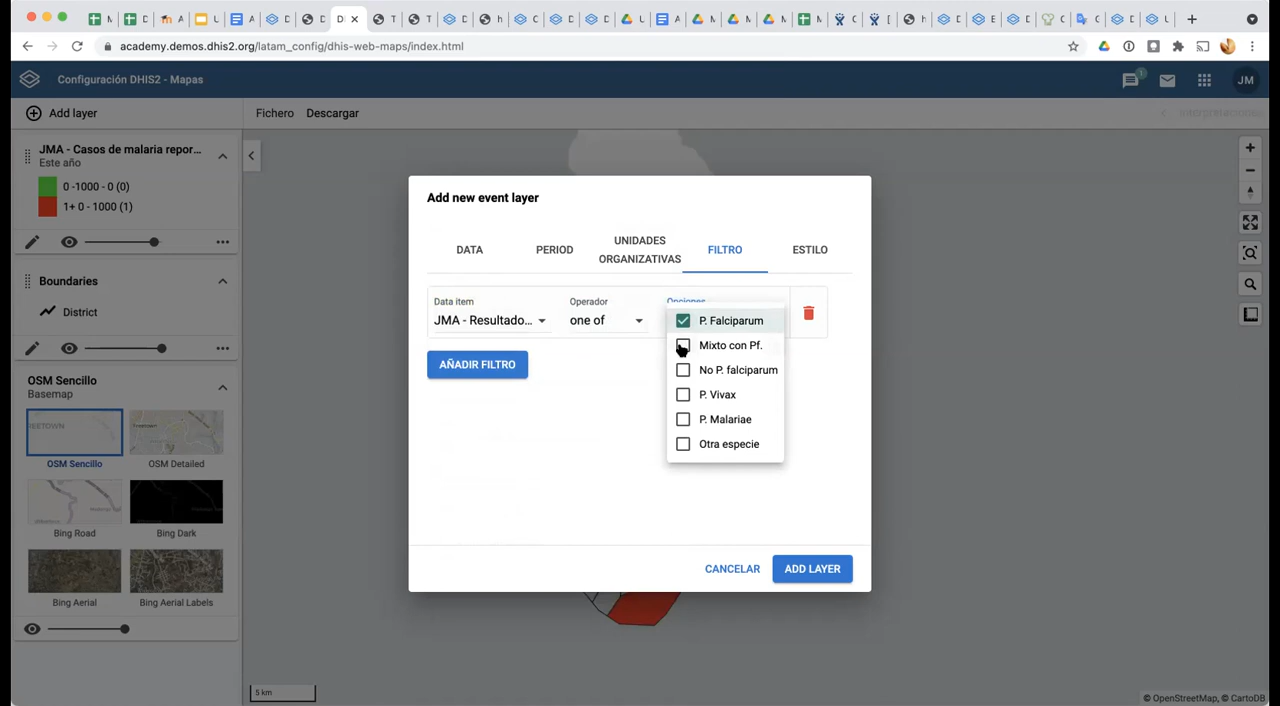 academy.demos.dhis2.org/latam_config/dhis-web-maps/index.html
Configuración DHIS2 - Mapas
1
JM
Add layer
Fichero
Descargar
Interpretaciones
JMA - Casos de malaria repor...
Este año
0 -1000 - 0 (0)
1+ 0 - 1000 (1)
Boundaries
District
OSM Sencillo
Basemap
OSM Sencillo
OSM Detailed
Bing Road
Bing Dark
Bing Aerial
Bing Aerial Labels
Add new event layer
DATA
PERIOD
UNIDADES
ORGANIZATIVAS
FILTRO
ESTILO
Data item
JMA - Resultado...
Operador
one of
Opciones
P. Falciparum
Mixto con Pf.
No P. falciparum
P. Vivax
P. Malariae
Otra especie
AÑADIR FILTRO
CANCELAR
ADD LAYER
5 km
© OpenStreetMap, © CartoDB